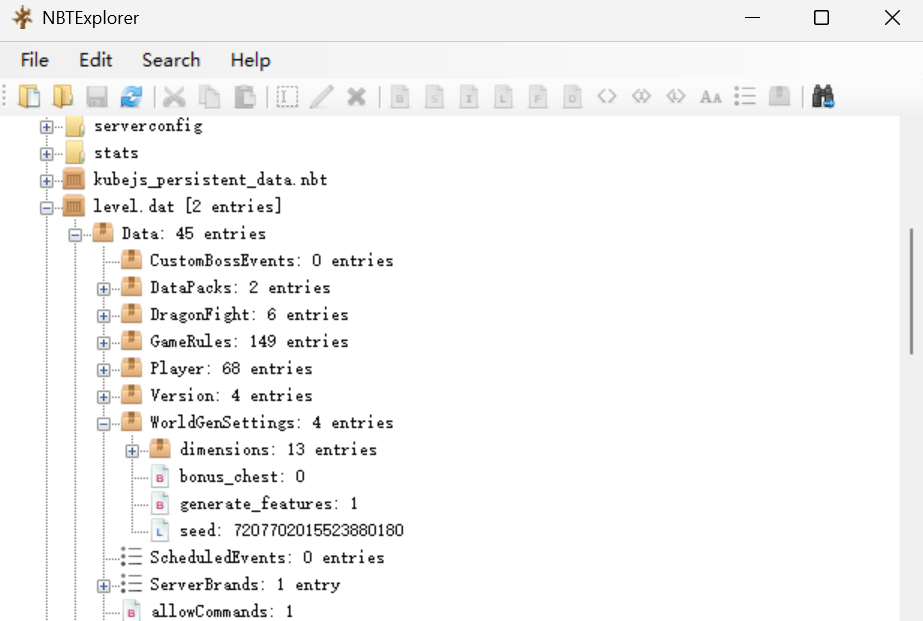 NBTExplorer
File Edit Search Help
B S I L F D <> <I> <L> AA
serverconfig
stats
kubejs_persistent_data.nbt
level.dat [2 entries]
Data: 45 entries
CustomBossEvents: 0 entries
DataPacks: 2 entries
DragonFight: 6 entries
GameRules: 149 entries
Player: 68 entries
Version: 4 entries
WorldGenSettings: 4 entries
dimensions: 13 entries
B bonus_chest: 0
B generate_features: 1
L seed: 7207702015523880180
ScheduledEvents: 0 entries
ServerBrands: 1 entry
B allowCommands: 1